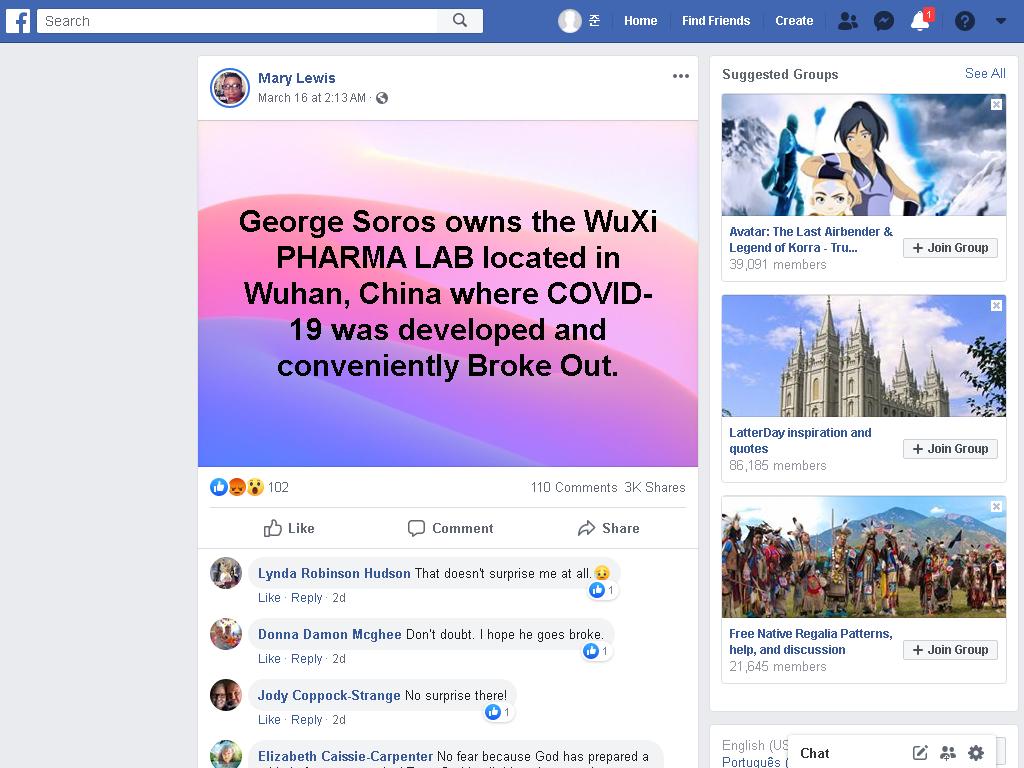 Search
준
Home
Find Friends
Create
1
Mary Lewis
March 16 at 2:13 AM ·
George Soros owns the WuXi
PHARMA LAB located in
Wuhan, China where COVID-
19 was developed and
conveniently Broke Out.
102
110 Comments 3K Shares
Like
Comment
Share
Lynda Robinson Hudson That doesn't surprise me at all.
1
Like · Reply · 2d
Donna Damon Mcghee Don't doubt. I hope he goes broke.
1
Like · Reply · 2d
Jody Coppock-Strange No surprise there!
1
Like · Reply · 2d
Elizabeth Caissie-Carpenter No fear because God has prepared a
Suggested Groups
See All
Avatar: The Last Airbender &
Legend of Korra - Tru...
39,091 members
+ Join Group
LatterDay inspiration and
quotes
86,185 members
+ Join Group
Free Native Regalia Patterns,
help, and discussion
21,645 members
+ Join Group
English (US
Português (
Chat